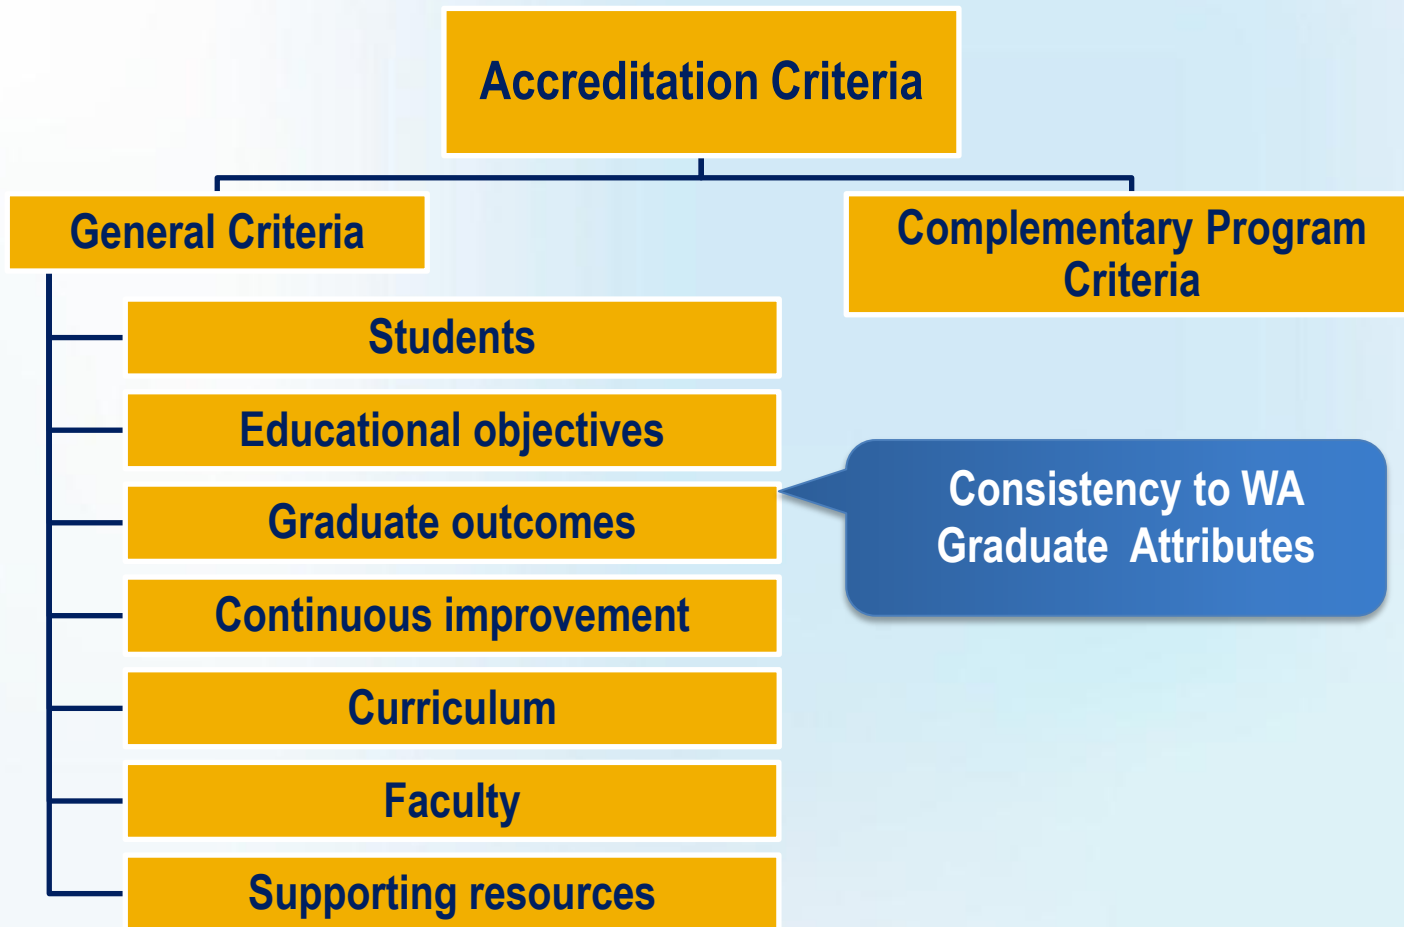 Accreditation Criteria
General Criteria
Complementary Program
Criteria
Students
Educational objectives
Graduate outcomes
Consistency to WA
Graduate Attributes
Continuous improvement
Curriculum
Faculty
Supporting resources